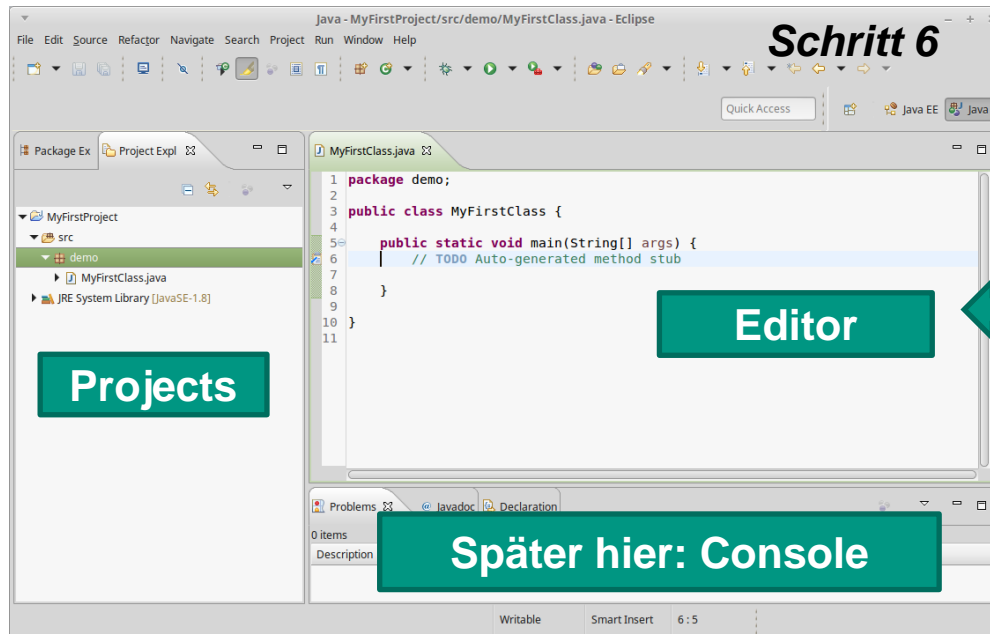 Java - MyFirstProject/src/demo/MyFirstClass.java - Eclipse
File Edit Source Refactor Navigate Search Project Run Window Help
Schritt 6
Quick Access
Java EE
Java
Package Ex
Project Expl
MyFirstProject
src
demo
MyFirstClass.java
JRE System Library [JavaSE-1.8]
Projects
MyFirstClass.java
1 package demo;
2
3 public class MyFirstClass {
4
5 public static void main(String[] args) {
6 // TODO Auto-generated method stub
7
8 }
9
10 }
11
Editor
Problems
@ Javadoc
Declaration
0 items
Description
Später hier: Console
Writable
Smart Insert
6 : 5